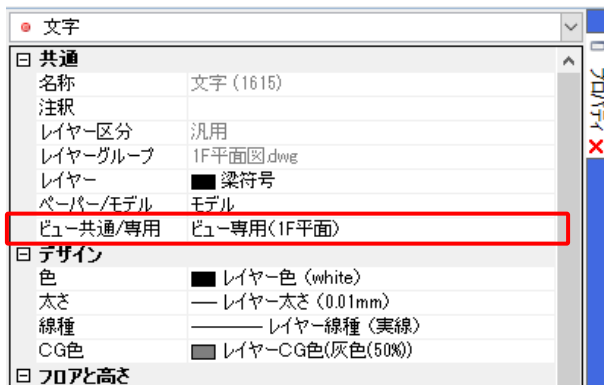 文字
共通
名称 文字 (1615)
注釈
レイヤー区分 汎用
レイヤーグループ 1F平面図.dwg
レイヤー 梁符号
ペーパー/モデル モデル
ビュー共通/専用 ビュー専用(1F平面)
デザイン
色 レイヤー色 (white)
太さ レイヤー太さ (0.01mm)
線種 レイヤー線種 (実線)
CG色 レイヤーCG色(灰色(50%))
フロアと高さ
プロパティ